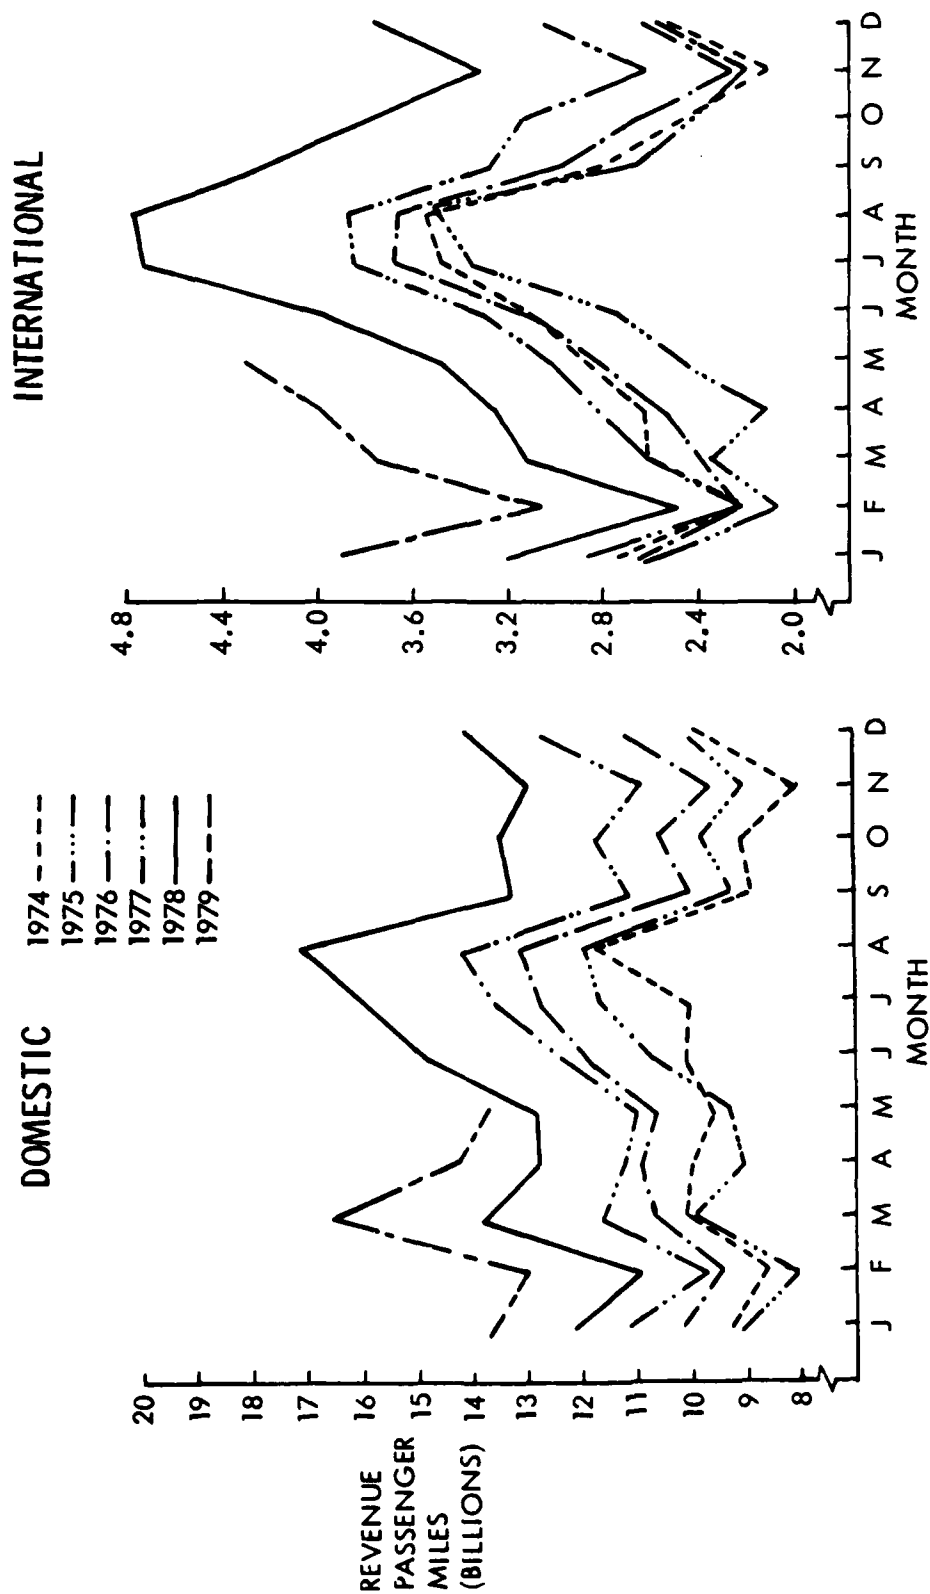 DOMESTIC
1974
1975
1976
1977
1978
1979
REVENUE
PASSENGER
MILES
(BILLIONS)
20
19
18
17
16
15
14
13
12
11
10
9
8
J F M A M J J A S O N D
MONTH
INTERNATIONAL
4.8
4.4
4.0
3.6
3.2
2.8
2.4
2.0
J F M A M J J A S O N D
MONTH